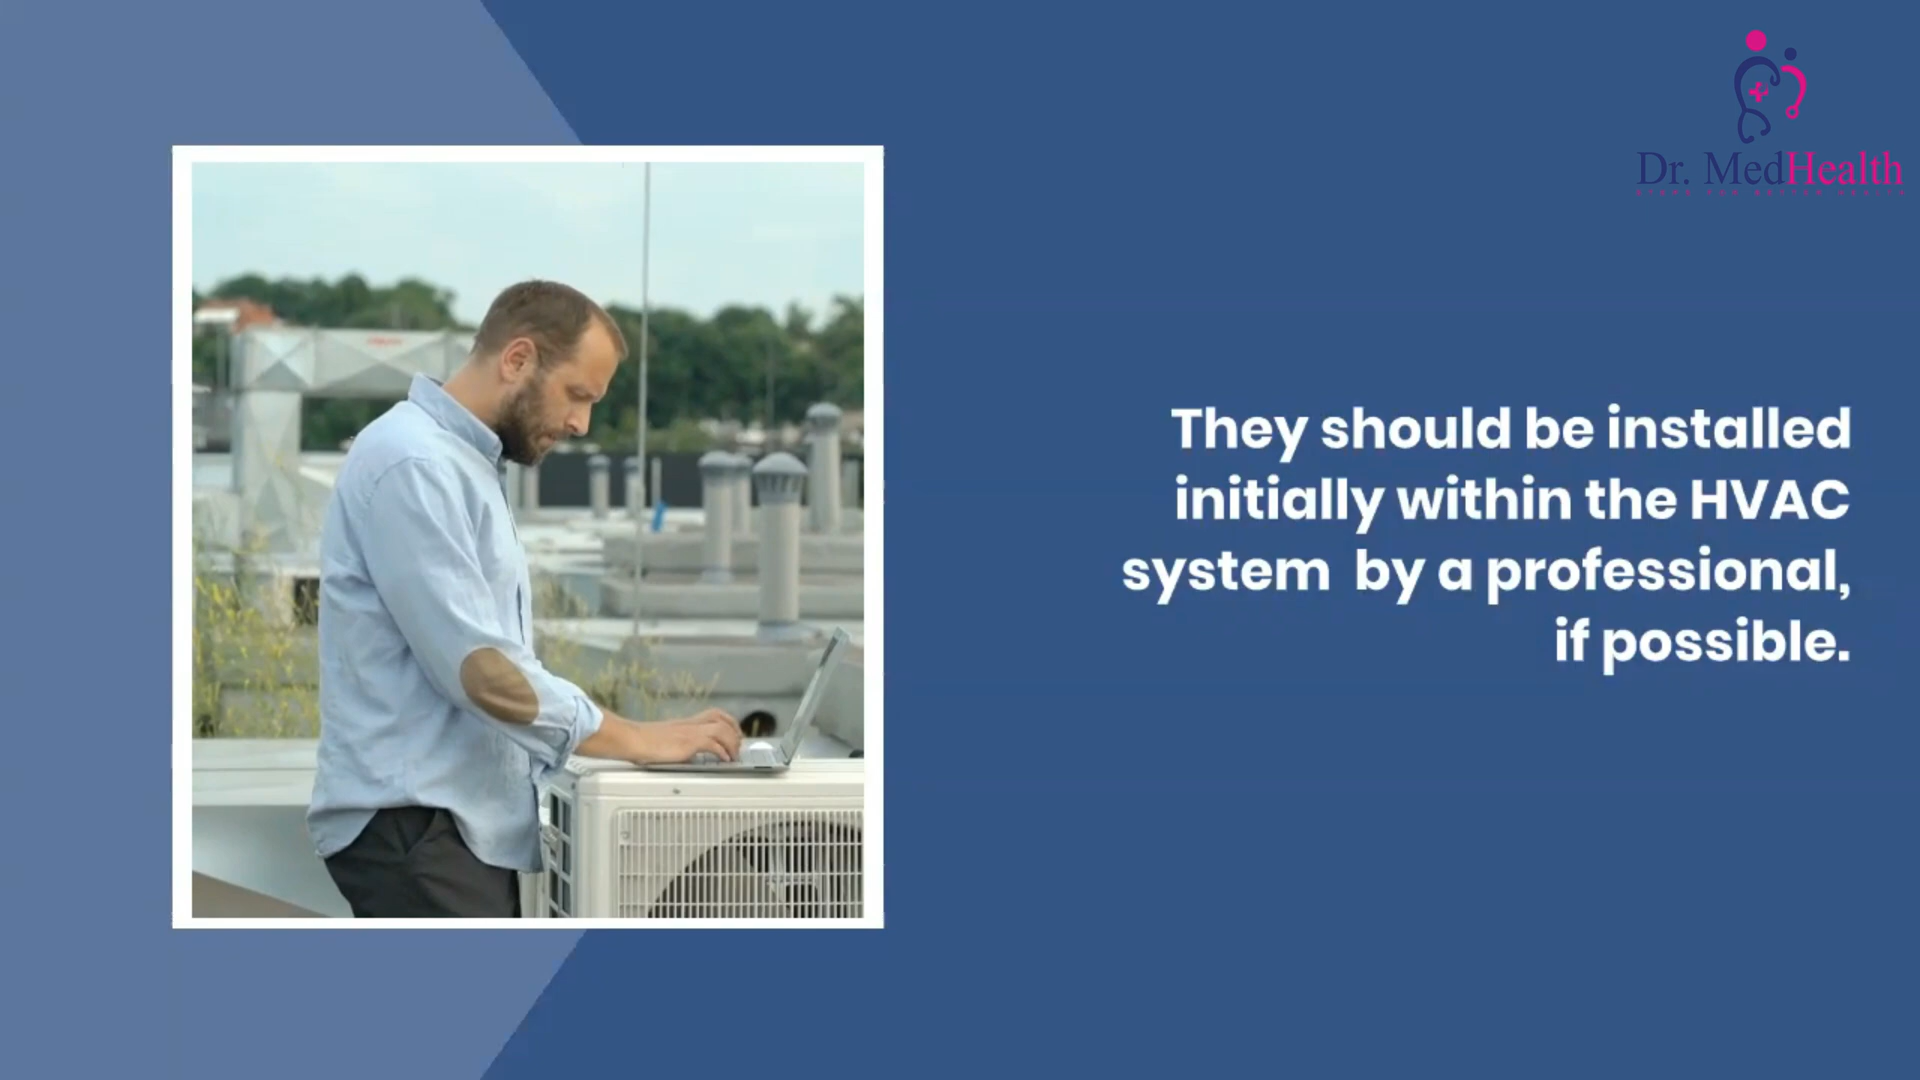 Dr. MedHealth
They should be installed
initially within the HVAC
system by a professional,
if possible.